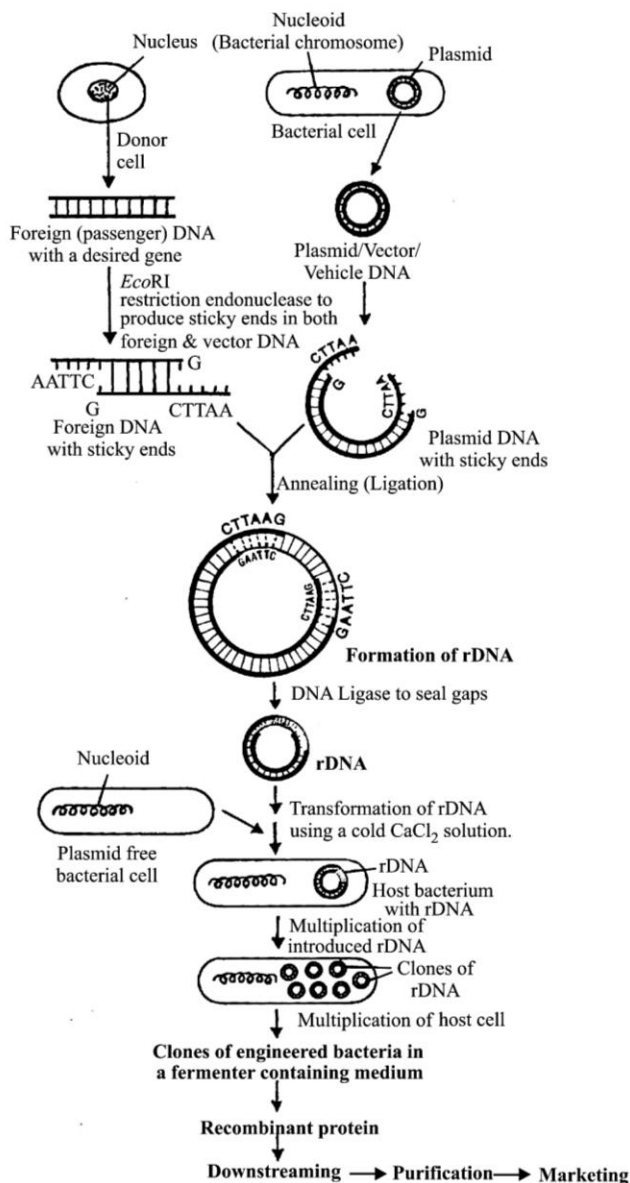 Nucleoid
Nucleus
(Bacterial chromosome)
Plasmid
Bacterial cell
Donor
cell
Foreign (passenger) DNA
with a desired gene
Plasmid/Vector/
Vehicle DNA
EcoRI
restriction endonuclease to
produce sticky ends in both
foreign & vector DNA
G
AATTC
G
CTTAA
Foreign DNA
with sticky ends
CTTAA
G
CTTAA
G
Plasmid DNA
with sticky ends
Annealing (Ligation)
CTTAAG
GAATTC
CTTAAG
GAATTC
Formation of rDNA
DNA Ligase to seal gaps
rDNA
Nucleoid
Plasmid free
bacterial cell
Transformation of rDNA
using a cold CaCl₂ solution.
rDNA
Host bacterium
with rDNA
Multiplication of
introduced rDNA
Clones of
rDNA
Multiplication of host cell
Clones of engineered bacteria in
a fermenter containing medium
Recombinant protein
Downstreaming → Purification → Marketing